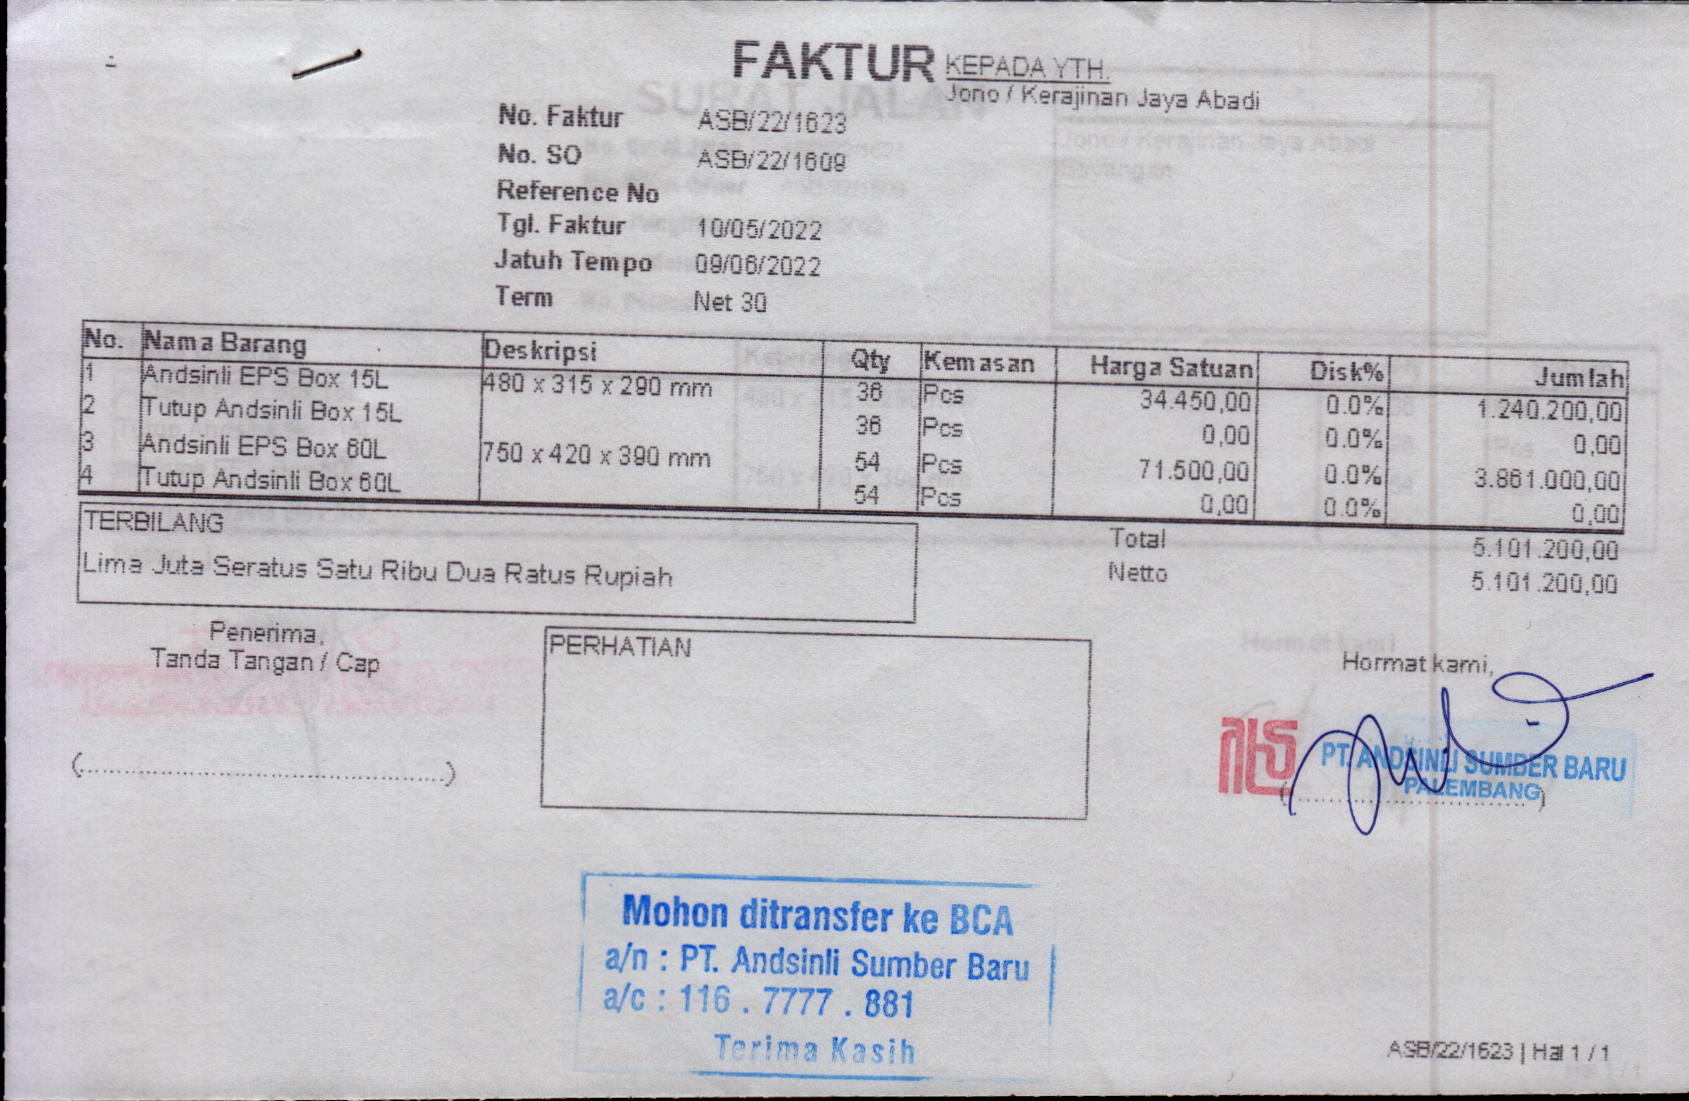 FAKTUR
KEPADA YTH.
Jono / Kerajinan Jaya Abadi
No. Faktur ASB/22/1623
No. SO ASB/22/1609
Reference No
Tgl. Faktur 10/05/2022
Jatuh Tempo 09/06/2022
Term Net 30
No. Nama Barang Deskripsi Qty Kemasan Harga Satuan Disk% Jumlah
1 Andsinli EPS Box 15L 480 x 315 x 290 mm 36 Pcs 34.450,00 0.0% 1.240.200,00
2 Tutup Andsinli Box 15L 36 Pcs 0,00 0.0% 0,00
3 Andsinli EPS Box 60L 750 x 420 x 390 mm 54 Pcs 71.500,00 0.0% 3.861.000,00
4 Tutup Andsinli Box 60L 54 Pcs 0,00 0.0% 0,00
TERBILANG
Lima Juta Seratus Satu Ribu Dua Ratus Rupiah
Total 5.101.200,00
Netto 5.101.200,00
Penerima,
Tanda Tangan / Cap
(..............................................)
PERHATIAN
Hormat kami,
PT. ANDSINLI SUMBER BARU
PALEMBANG
Mohon ditransfer ke BCA
a/n : PT. Andsinli Sumber Baru
a/c : 116 . 7777 . 881
Terima Kasih
ASB/22/1623 | Hal 1 / 1